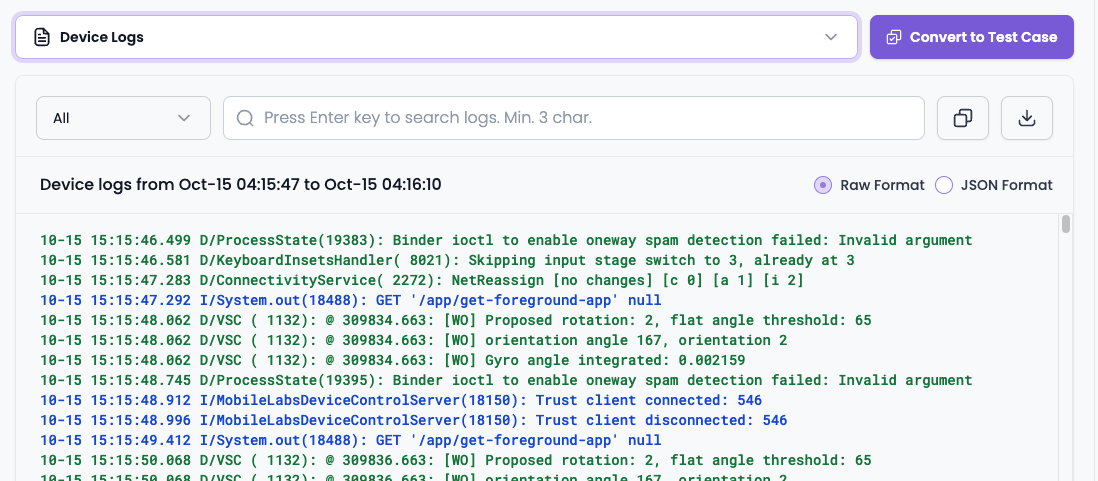 Device Logs
Convert to Test Case
All
Press Enter key to search logs. Min. 3 char.
Device logs from Oct-15 04:15:47 to Oct-15 04:16:10
Raw Format
JSON Format
10-15 15:15:46.499 D/ProcessState(19383): Binder ioctl to enable oneway spam detection failed: Invalid argument
10-15 15:15:46.581 D/KeyboardInsetsHandler( 8021): Skipping input stage switch to 3, already at 3
10-15 15:15:47.283 D/ConnectivityService( 2272): NetReassign [no changes] [c 0] [a 1] [i 2]
10-15 15:15:47.292 I/System.out(18488): GET '/app/get-foreground-app' null
10-15 15:15:48.062 D/VSC ( 1132): @ 309834.663: [WO] Proposed rotation: 2, flat angle threshold: 65
10-15 15:15:48.062 D/VSC ( 1132): @ 309834.663: [WO] orientation angle 167, orientation 2
10-15 15:15:48.062 D/VSC ( 1132): @ 309834.663: [WO] Gyro angle integrated: 0.002159
10-15 15:15:48.745 D/ProcessState(19395): Binder ioctl to enable oneway spam detection failed: Invalid argument
10-15 15:15:48.912 I/MobileLabsDeviceControlServer(18150): Trust client connected: 546
10-15 15:15:48.996 I/MobileLabsDeviceControlServer(18150): Trust client disconnected: 546
10-15 15:15:49.412 I/System.out(18488): GET '/app/get-foreground-app' null
10-15 15:15:50.068 D/VSC ( 1132): @ 309836.663: [WO] Proposed rotation: 2, flat angle threshold: 65
10-15 15:15:50.068 D/VSC ( 1132): @ 309836.663: [WO] orientation angle 167, orientation 2